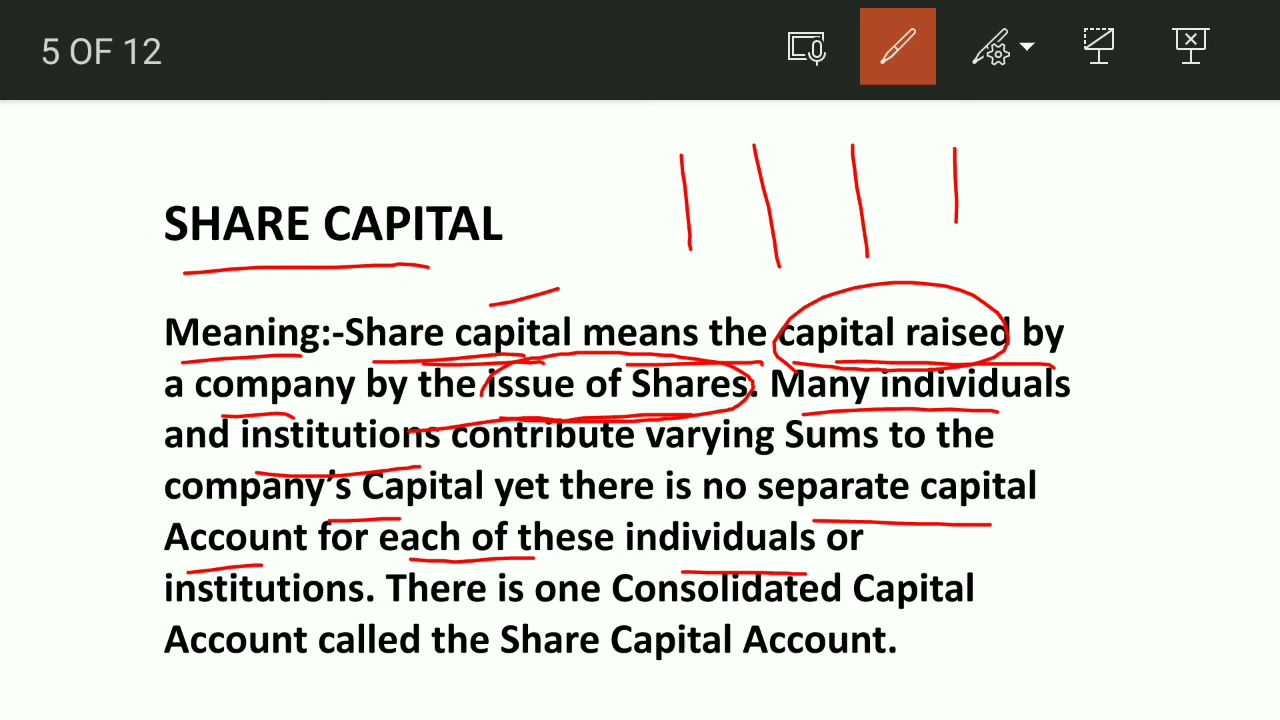 5 OF 12
SHARE CAPITAL
Meaning:-Share capital means the capital raised by
a company by the issue of Shares. Many individuals
and institutions contribute varying Sums to the
company's Capital yet there is no separate capital
Account for each of these individuals or
institutions. There is one Consolidated Capital
Account called the Share Capital Account.